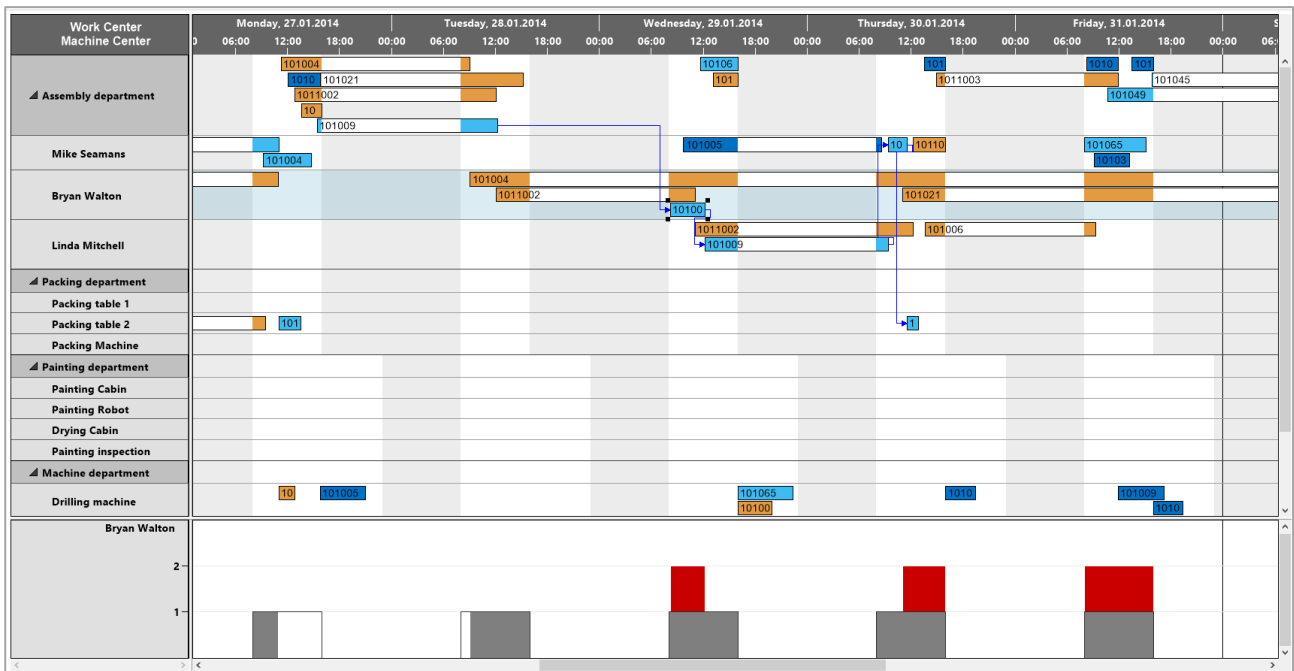 Work Center
Machine Center
Monday, 27.01.2014 Tuesday, 28.01.2014 Wednesday, 29.01.2014 Thursday, 30.01.2014 Friday, 31.01.2014 S
0 06:00 12:00 18:00 00:00 06:00 12:00 18:00 00:00 06:00 12:00 18:00 00:00 06:00 12:00 18:00 00:00 06:00 12:00 18:00 00:00 06:
Assembly department
101004 10106 101 1010 101
1010 101021 101 1011003 101045
1011002 101049
10
101009
Mike Seamans
101005 10 10110 101065
101004 10103
Bryan Walton
101004
1011002 101021
10100
Linda Mitchell
1011002 101006
101009
Packing department
Packing table 1
Packing table 2 101 1
Packing Machine
Painting department
Painting Cabin
Painting Robot
Drying Cabin
Painting inspection
Machine department
Drilling machine
10 101005 101065 1010 101009
10100 1010
Bryan Walton
2
1